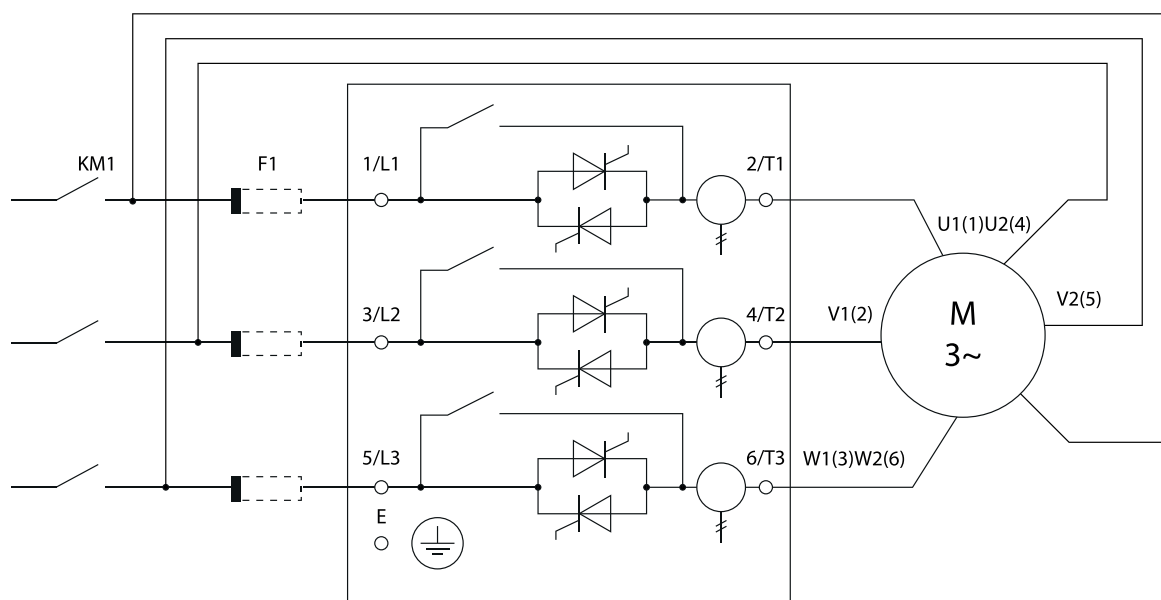 KM1 F1 1/L1 2/T1
U1(1)U2(4)
V2(5)
3/L2 4/T2 V1(2)
M
3~
5/L3 6/T3 W1(3)W2(6)
E